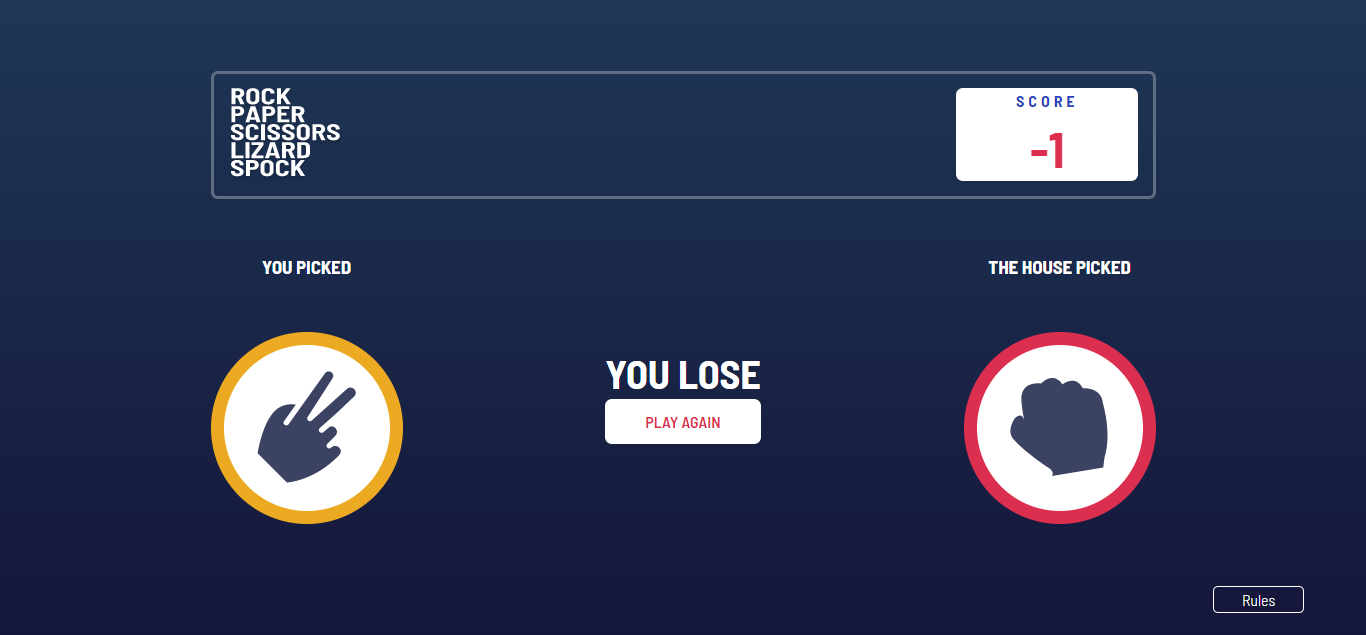 ROCK
PAPER
SCISSORS
LIZARD
SPOCK
SCORE
-1
YOU PICKED
THE HOUSE PICKED
YOU LOSE
PLAY AGAIN
Rules